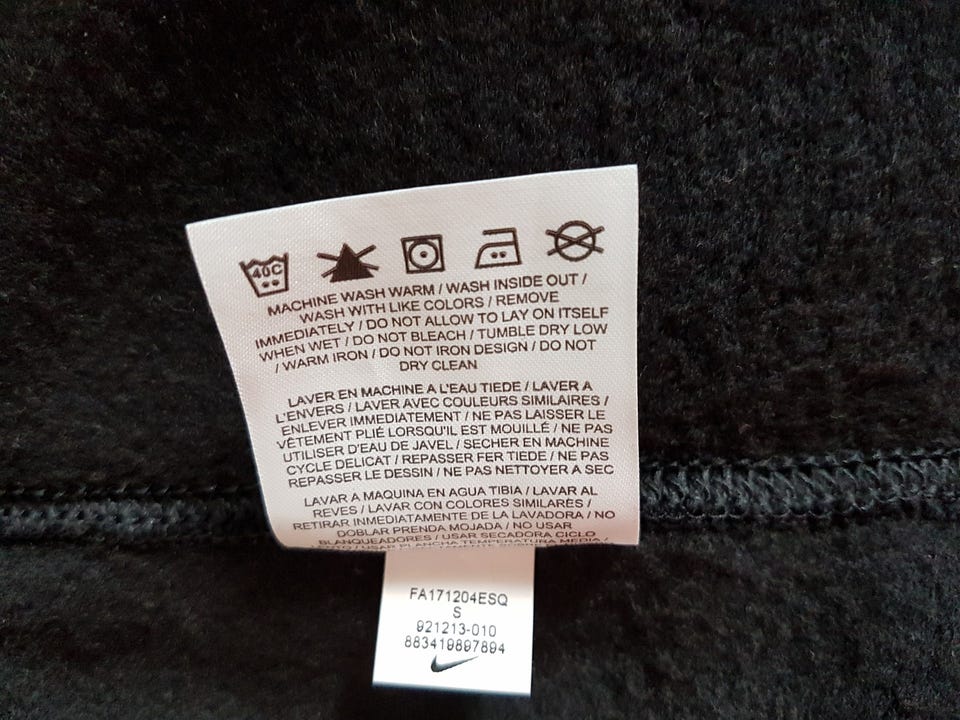 40C
MACHINE WASH WARM / WASH INSIDE OUT /
WASH WITH LIKE COLORS / REMOVE
IMMEDIATELY / DO NOT ALLOW TO LAY ON ITSELF
WHEN WET / DO NOT BLEACH / TUMBLE DRY LOW
/ WARM IRON / DO NOT IRON DESIGN / DO NOT
DRY CLEAN
LAVER EN MACHINE A L'EAU TIEDE / LAVER A
L'ENVERS / LAVER AVEC COULEURS SIMILAIRES /
ENLEVER IMMEDIATEMENT / NE PAS LAISSER LE
VÊTEMENT PLIÉ LORSQU'IL EST MOUILLÉ / NE PAS
UTILISER D'EAU DE JAVEL / SECHER EN MACHINE
CYCLE DELICAT / REPASSER FER TIEDE / NE PAS
REPASSER LE DESSIN / NE PAS NETTOYER A SEC
LAVAR A MAQUINA EN AGUA TIBIA / LAVAR AL
REVES / LAVAR CON COLORES SIMILARES /
RETIRAR INMEDIATAMENTE DE LA LAVADORA / NO
DOBLAR PRENDA MOJADA / NO USAR
BLANQUEADORES / USAR SECADORA CICLO
/ USAR PLANCHA TEMPERATURA MEDIA /
FA171204ESQ
S
921213-010
883419897894